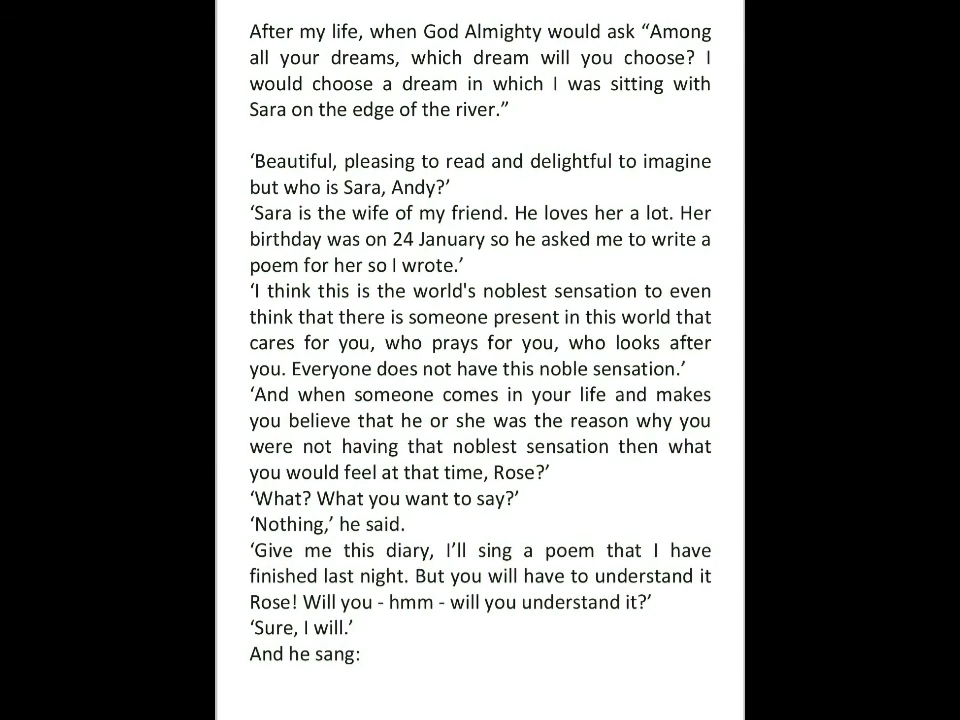 After my life, when God Almighty would ask “Among
all your dreams, which dream will you choose? I
would choose a dream in which I was sitting with
Sara on the edge of the river.”
‘Beautiful, pleasing to read and delightful to imagine
but who is Sara, Andy?’
‘Sara is the wife of my friend. He loves her a lot. Her
birthday was on 24 January so he asked me to write a
poem for her so I wrote.’
‘I think this is the world's noblest sensation to even
think that there is someone present in this world that
cares for you, who prays for you, who looks after
you. Everyone does not have this noble sensation.’
‘And when someone comes in your life and makes
you believe that he or she was the reason why you
were not having that noblest sensation then what
you would feel at that time, Rose?’
‘What? What you want to say?’
‘Nothing,’ he said.
‘Give me this diary, I’ll sing a poem that I have
finished last night. But you will have to understand it
Rose! Will you - hmm - will you understand it?’
‘Sure, I will.’
And he sang: